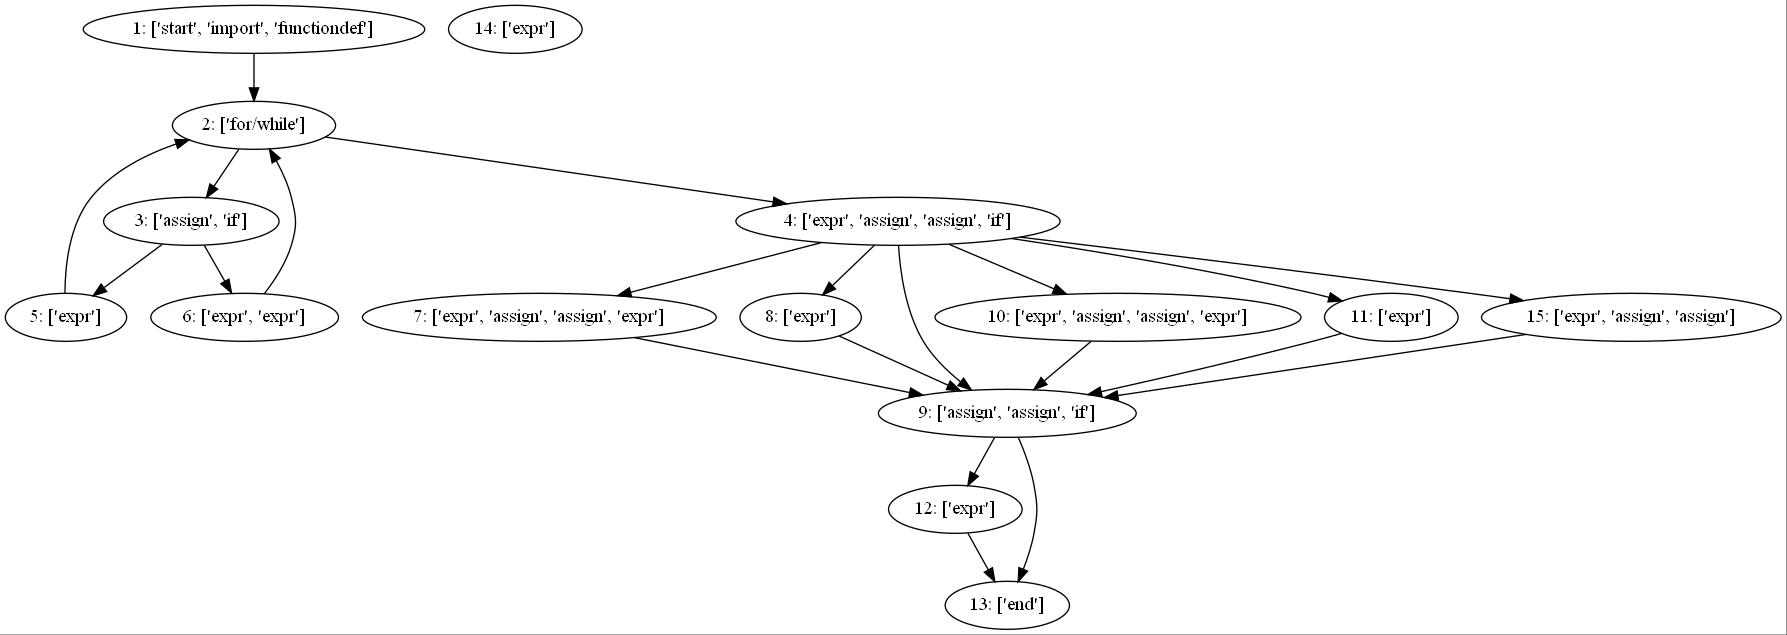 1: ['start', 'import', 'functiondef']
14: ['expr']
2: ['for/while']
3: ['assign', 'if']
4: ['expr', 'assign', 'assign', 'if']
5: ['expr']
6: ['expr', 'expr']
7: ['expr', 'assign', 'assign', 'expr']
8: ['expr']
10: ['expr', 'assign', 'assign', 'expr']
11: ['expr']
15: ['expr', 'assign', 'assign']
9: ['assign', 'assign', 'if']
12: ['expr']
13: ['end']